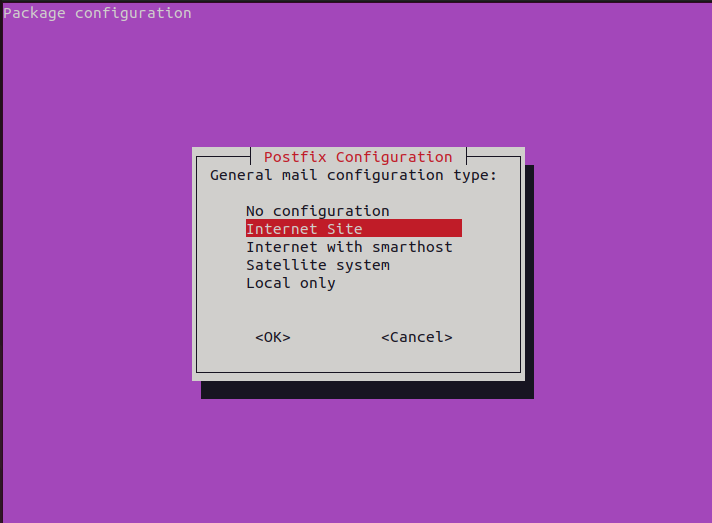 Package configuration
Postfix Configuration
General mail configuration type:
No configuration
Internet Site
Internet with smarthost
Satellite system
Local only
<OK> <Cancel>